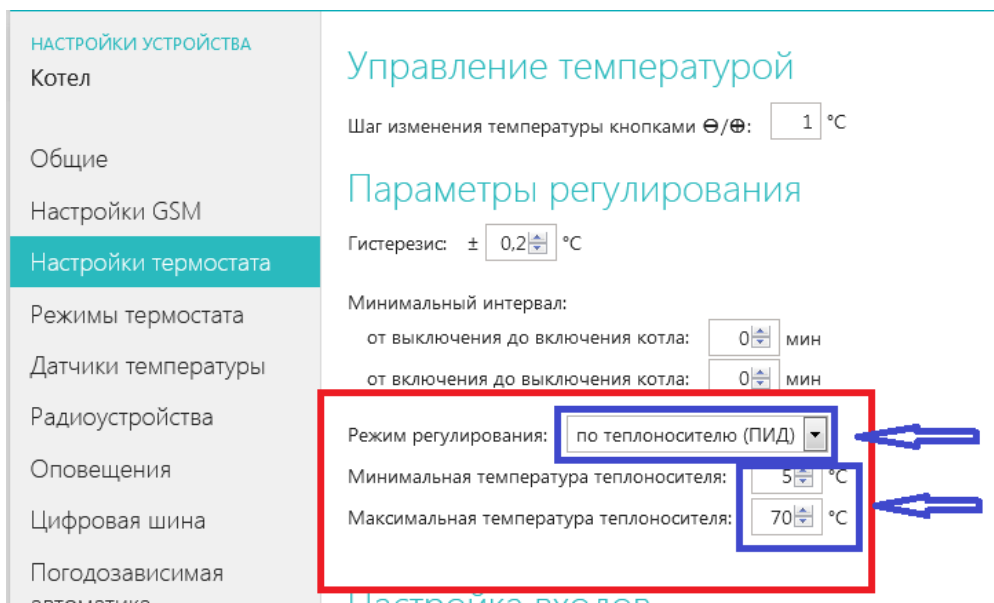 НАСТРОЙКИ УСТРОЙСТВА
Котел
Общие
Настройки GSM
Настройки термостата
Режимы термостата
Датчики температуры
Радиоустройства
Оповещения
Цифровая шина
Погодозависимая
автоматика
Управление температурой
Шаг изменения температуры кнопками ⊖/⊕: 1 °C
Параметры регулирования
Гистерезис: ± 0,2 °C
Минимальный интервал:
от выключения до включения котла: 0 мин
от включения до выключения котла: 0 мин
Режим регулирования: по теплоносителю (ПИД)
Минимальная температура теплоносителя: 5 °C
Максимальная температура теплоносителя: 70 °C
Настройка входов